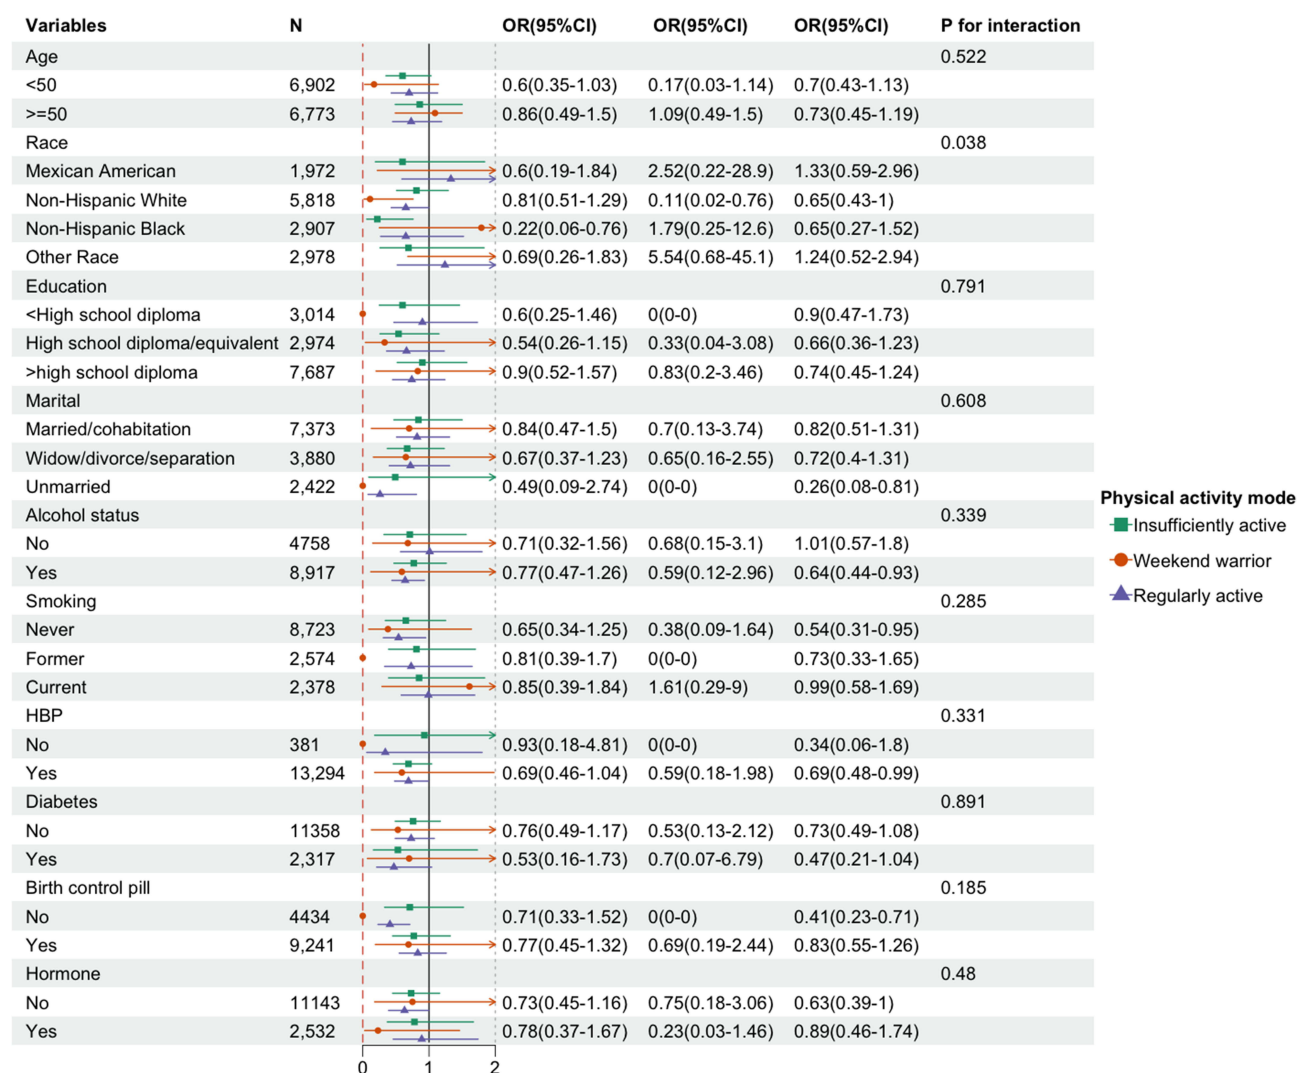 Variables N OR(95%CI) OR(95%CI) OR(95%CI) P for interaction
Age 0.522
<50 6,902 0.6(0.35-1.03) 0.17(0.03-1.14) 0.7(0.43-1.13)
>=50 6,773 0.86(0.49-1.5) 1.09(0.49-1.5) 0.73(0.45-1.19)
Race 0.038
Mexican American 1,972 0.6(0.19-1.84) 2.52(0.22-28.9) 1.33(0.59-2.96)
Non-Hispanic White 5,818 0.81(0.51-1.29) 0.11(0.02-0.76) 0.65(0.43-1)
Non-Hispanic Black 2,907 0.22(0.06-0.76) 1.79(0.25-12.6) 0.65(0.27-1.52)
Other Race 2,978 0.69(0.26-1.83) 5.54(0.68-45.1) 1.24(0.52-2.94)
Education 0.791
<High school diploma 3,014 0.6(0.25-1.46) 0(0-0) 0.9(0.47-1.73)
High school diploma/equivalent 2,974 0.54(0.26-1.15) 0.33(0.04-3.08) 0.66(0.36-1.23)
>high school diploma 7,687 0.9(0.52-1.57) 0.83(0.2-3.46) 0.74(0.45-1.24)
Marital 0.608
Married/cohabitation 7,373 0.84(0.47-1.5) 0.7(0.13-3.74) 0.82(0.51-1.31)
Widow/divorce/separation 3,880 0.67(0.37-1.23) 0.65(0.16-2.55) 0.72(0.4-1.31)
Unmarried 2,422 0.49(0.09-2.74) 0(0-0) 0.26(0.08-0.81)
Alcohol status 0.339
No 4758 0.71(0.32-1.56) 0.68(0.15-3.1) 1.01(0.57-1.8)
Yes 8,917 0.77(0.47-1.26) 0.59(0.12-2.96) 0.64(0.44-0.93)
Smoking 0.285
Never 8,723 0.65(0.34-1.25) 0.38(0.09-1.64) 0.54(0.31-0.95)
Former 2,574 0.81(0.39-1.7) 0(0-0) 0.73(0.33-1.65)
Current 2,378 0.85(0.39-1.84) 1.61(0.29-9) 0.99(0.58-1.69)
HBP 0.331
No 381 0.93(0.18-4.81) 0(0-0) 0.34(0.06-1.8)
Yes 13,294 0.69(0.46-1.04) 0.59(0.18-1.98) 0.69(0.48-0.99)
Diabetes 0.891
No 11358 0.76(0.49-1.17) 0.53(0.13-2.12) 0.73(0.49-1.08)
Yes 2,317 0.53(0.16-1.73) 0.7(0.07-6.79) 0.47(0.21-1.04)
Birth control pill 0.185
No 4434 0.71(0.33-1.52) 0(0-0) 0.41(0.23-0.71)
Yes 9,241 0.77(0.45-1.32) 0.69(0.19-2.44) 0.83(0.55-1.26)
Hormone 0.48
No 11143 0.73(0.45-1.16) 0.75(0.18-3.06) 0.63(0.39-1)
Yes 2,532 0.78(0.37-1.67) 0.23(0.03-1.46) 0.89(0.46-1.74)
0 1 2
Physical activity mode
Insufficiently active
Weekend warrior
Regularly active